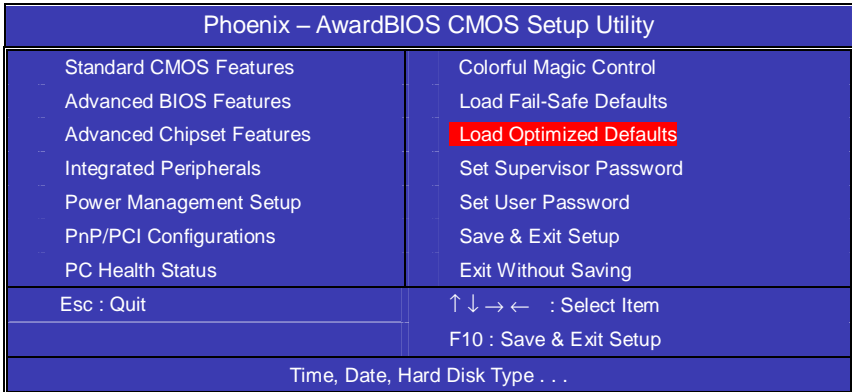 Phoenix – AwardBIOS CMOS Setup Utility
Standard CMOS Features
Advanced BIOS Features
Advanced Chipset Features
Integrated Peripherals
Power Management Setup
PnP/PCI Configurations
PC Health Status
Colorful Magic Control
Load Fail-Safe Defaults
Load Optimized Defaults
Set Supervisor Password
Set User Password
Save & Exit Setup
Exit Without Saving
Esc : Quit
↑ ↓ → ← : Select Item
F10 : Save & Exit Setup
Time, Date, Hard Disk Type . . .